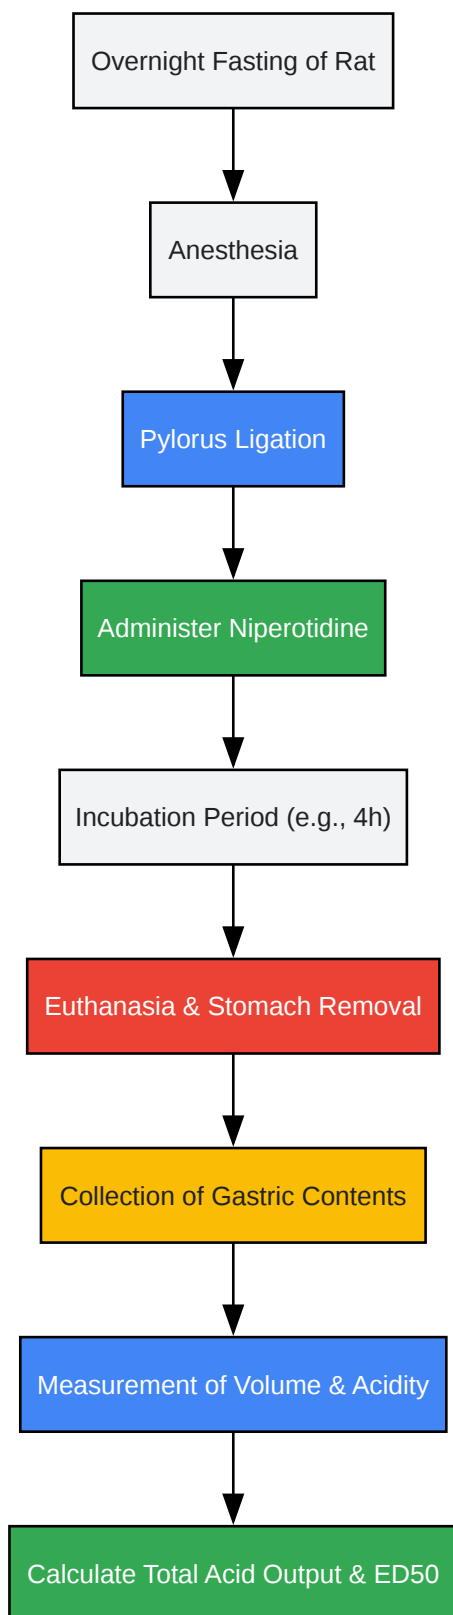 Overnight Fasting of Rat
Anesthesia
Pylorus Ligation
Administer Niperotidine
Incubation Period (e.g., 4h)
Euthanasia & Stomach Removal
Collection of Gastric Contents
Measurement of Volume & Acidity
Calculate Total Acid Output & ED50